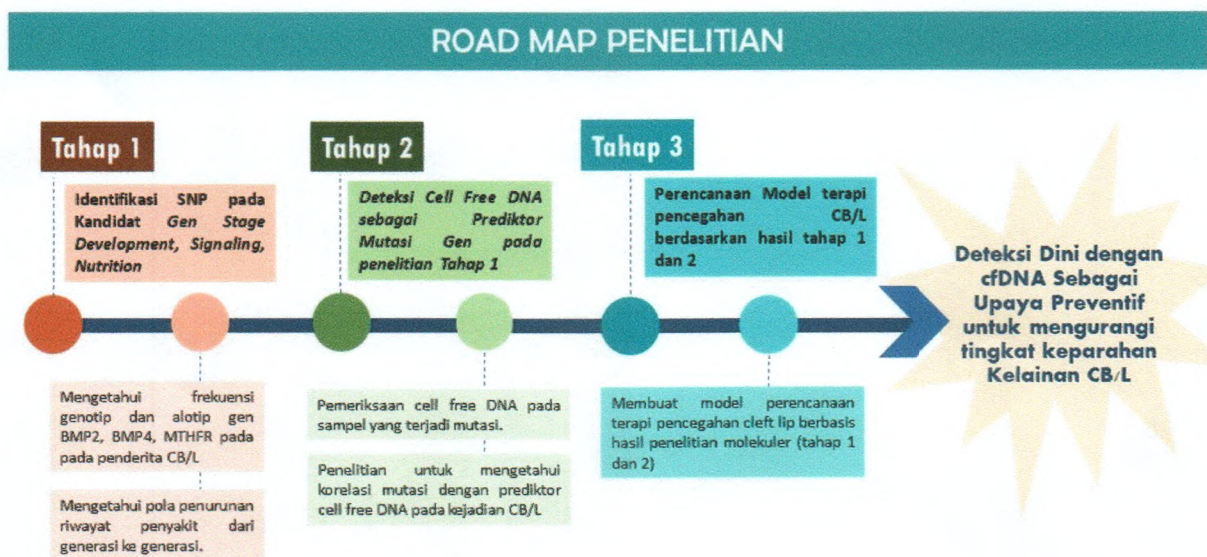 ROAD MAP PENELITIAN
Tahap 1
Identifikasi SNP pada
Kandidat Gen Stage
Development, Signaling,
Nutrition
Mengetahui frekuensi
genotip dan alotip gen
BMP2, BMP4, MTHFR pada
pada penderita CB/L
Mengetahui pola penurunan
riwayat penyakit dari
generasi ke generasi.
Tahap 2
Deteksi Cell Free DNA
sebagai Prediktor
Mutasi Gen pada
penelitian Tahap 1
Pemeriksaan cell free DNA pada
sampel yang terjadi mutasi.
Penelitian untuk mengetahui
korelasi mutasi dengan prediktor
cell free DNA pada kejadian CB/L
Tahap 3
Perencanaan Model terapi
pencegahan CB/L
berdasarkan hasil tahap 1
dan 2
Membuat model perencanaan
terapi pencegahan cleft lip berbasis
hasil penelitian molekuler (tahap 1
dan 2)
Deteksi Dini dengan
cfDNA Sebagai
Upaya Preventif
untuk mengurangi
tingkat keparahan
Kelainan CB/L